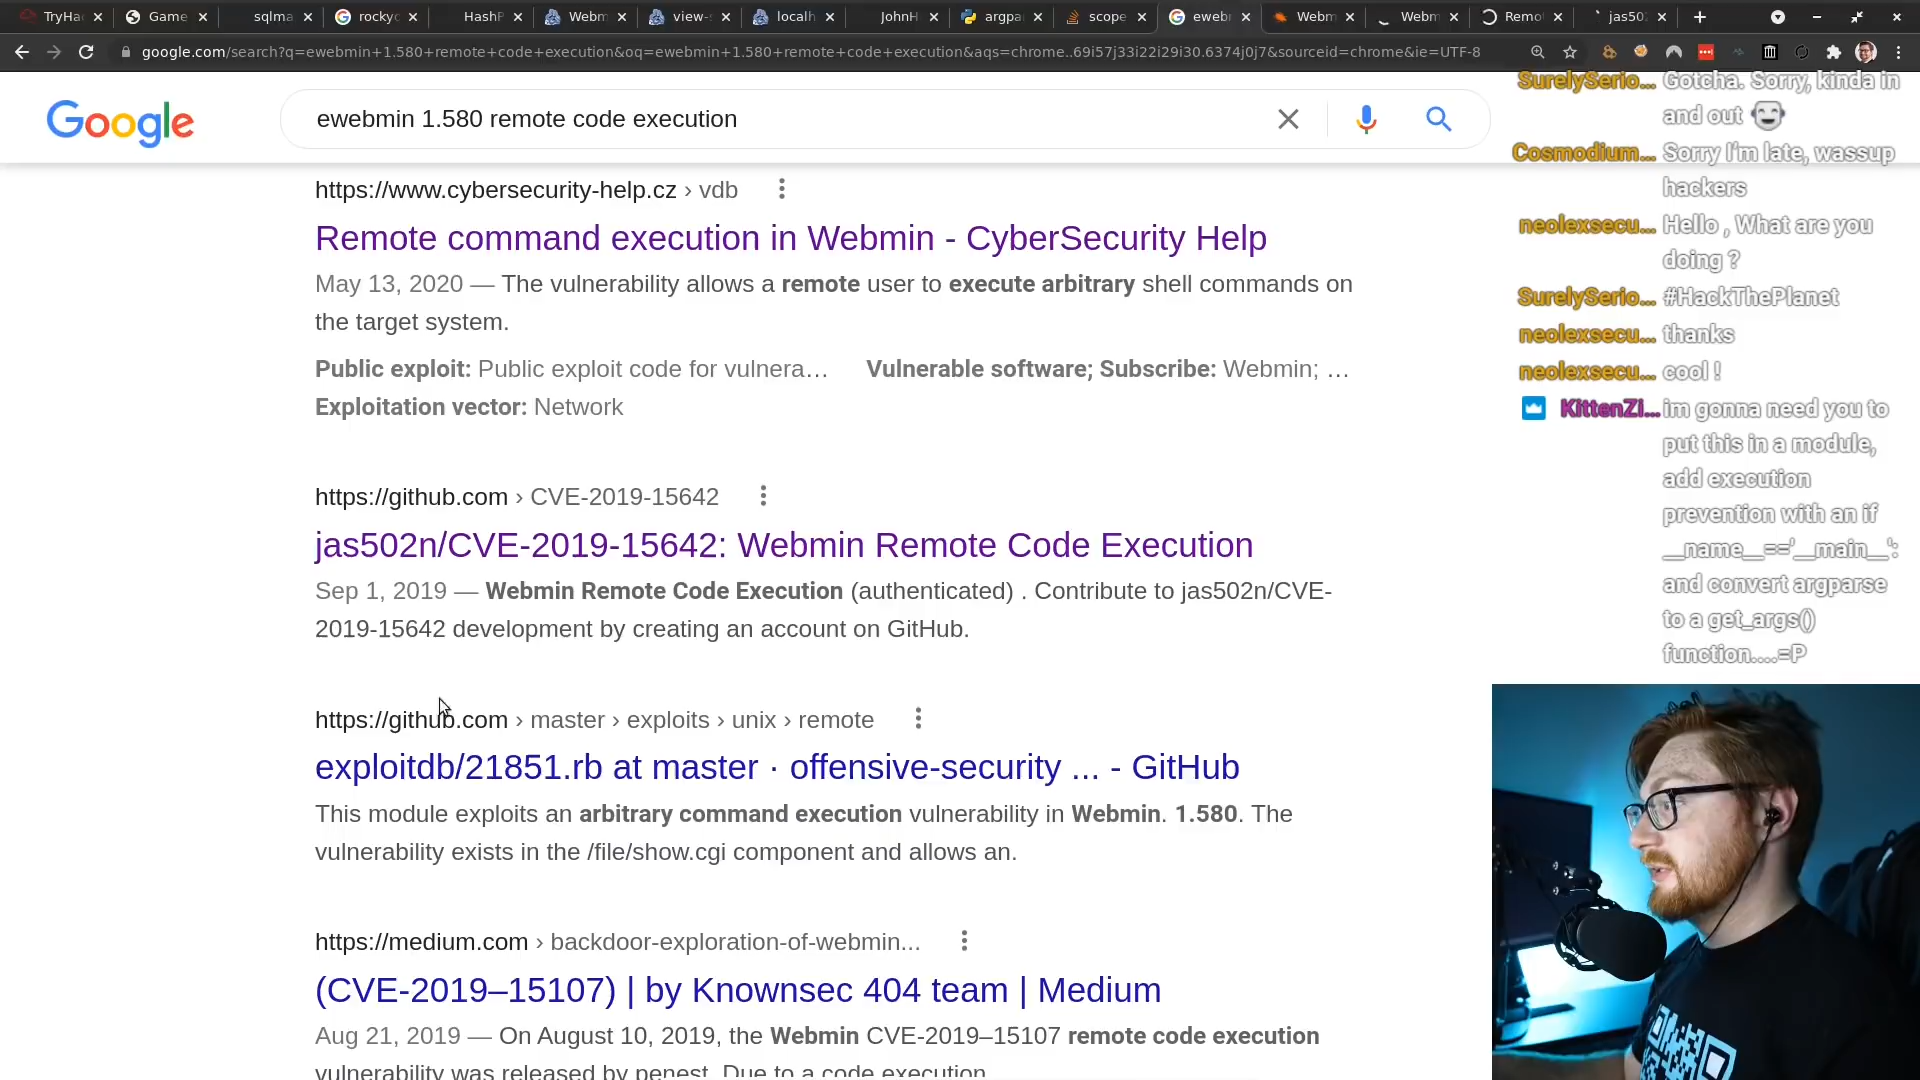 TryHa
Game
sqlma
rocky
HashP
Webm
view-
localh
JohnH
argpa
scope
ewebr
Webm
Webm
Remo
jas50
google.com/search?q=ewebmin+1.580+remote+code+execution&oq=ewebmin+1.580+remote+code+execution&aqs=chrome..69i57j33i22i29i30.6374j0j7&sourceid=chrome&ie=UTF-8
Google
ewebmin 1.580 remote code execution
https://www.cybersecurity-help.cz › vdb
Remote command execution in Webmin - CyberSecurity Help
May 13, 2020 — The vulnerability allows a remote user to execute arbitrary shell commands on
the target system.
Public exploit: Public exploit code for vulnera… Vulnerable software; Subscribe: Webmin; …
Exploitation vector: Network
https://github.com › CVE-2019-15642
jas502n/CVE-2019-15642: Webmin Remote Code Execution
Sep 1, 2019 — Webmin Remote Code Execution (authenticated) . Contribute to jas502n/CVE-
2019-15642 development by creating an account on GitHub.
https://github.com › master › exploits › unix › remote
exploitdb/21851.rb at master · offensive-security ... - GitHub
This module exploits an arbitrary command execution vulnerability in Webmin. 1.580. The
vulnerability exists in the /file/show.cgi component and allows an.
https://medium.com › backdoor-exploration-of-webmin...
(CVE-2019–15107) | by Knownsec 404 team | Medium
Aug 21, 2019 — On August 10, 2019, the Webmin CVE-2019–15107 remote code execution
vulnerability was released by penest. Due to a code execution
SurelySerio... Gotcha. Sorry, kinda in
and out
Cosmodium... Sorry I'm late, wassup
hackers
neolexsecu... Hello , What are you
doing ?
SurelySerio... #HackThePlanet
neolexsecu... thanks
neolexsecu... cool !
KittenZi... im gonna need you to
put this in a module,
add execution
prevention with an if
__name__=='__main__':
and convert argparse
to a get_args()
function....=P